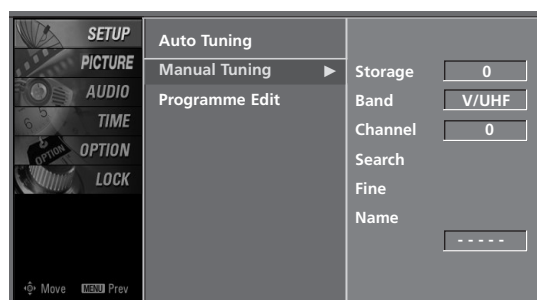 SETUP
PICTURE
AUDIO
TIME
OPTION
LOCK
Move MENU Prev
Auto Tuning
Manual Tuning ▶
Programme Edit
Storage 0
Band V/UHF
Channel 0
Search
Fine
Name
- - - - -